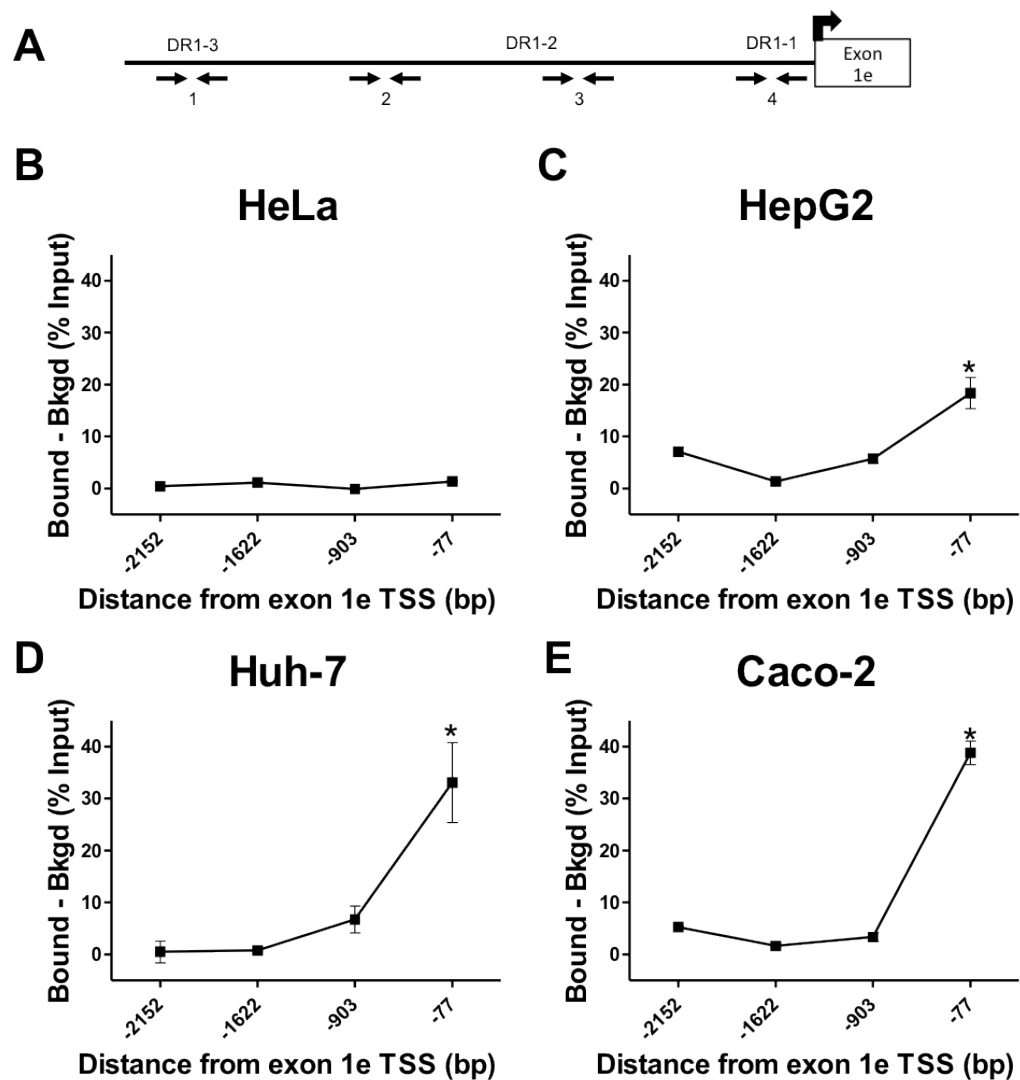 A
DR1-3 DR1-2 DR1-1
Exon
1e
1 2 3 4
B
HeLa
Bound - Bkgd (% Input)
40
30
20
10
0
-2152 -1622 -903 -77
Distance from exon 1e TSS (bp)
C
HepG2
Bound - Bkgd (% Input)
40
30
20
10
0
*
-2152 -1622 -903 -77
Distance from exon 1e TSS (bp)
D
Huh-7
Bound - Bkgd (% Input)
40
30
20
10
0
*
-2152 -1622 -903 -77
Distance from exon 1e TSS (bp)
E
Caco-2
Bound - Bkgd (% Input)
40
30
20
10
0
*
-2152 -1622 -903 -77
Distance from exon 1e TSS (bp)